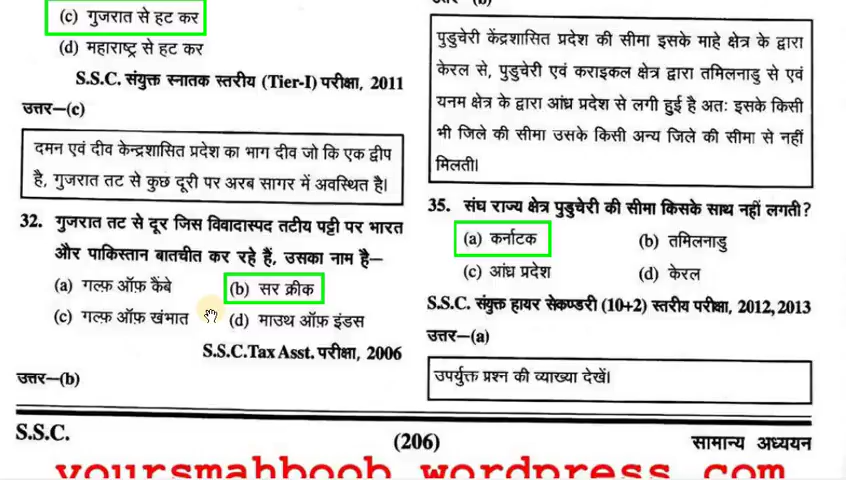 (c) गुजरात से हट कर
(d) महाराष्ट्र से हट कर
S.S.C. संयुक्त स्नातक स्तरीय (Tier-I) परीक्षा, 2011
उत्तर–(c)
दमन एवं दीव केन्द्रशासित प्रदेश का भाग दीव जो कि एक द्वीप
है, गुजरात तट से कुछ दूरी पर अरब सागर में अवस्थित है।
32. गुजरात तट से दूर जिस विवादास्पद तटीय पट्टी पर भारत
और पाकिस्तान बातचीत कर रहे हैं, उसका नाम है–
(a) गल्फ ऑफ़ कैंबे (b) सर क्रीक
(c) गल्फ ऑफ़ खंभात (d) माउथ ऑफ़ इंडस
S.S.C.Tax Asst. परीक्षा, 2006
उत्तर–(b)
पुडुचेरी केंद्रशासित प्रदेश की सीमा इसके माहे क्षेत्र के द्वारा
केरल से, पुडुचेरी एवं कराइकल क्षेत्र द्वारा तमिलनाडु से एवं
यनम क्षेत्र के द्वारा आंध्र प्रदेश से लगी हुई है अतः इसके किसी
भी जिले की सीमा उसके किसी अन्य जिले की सीमा से नहीं
मिलती।
35. संघ राज्य क्षेत्र पुडुचेरी की सीमा किसके साथ नहीं लगती?
(a) कर्नाटक (b) तमिलनाडु
(c) आंध्र प्रदेश (d) केरल
S.S.C. संयुक्त हायर सेकण्डरी (10+2) स्तरीय परीक्षा, 2012, 2013
उत्तर–(a)
उपर्युक्त प्रश्न की व्याख्या देखें।
S.S.C. (206) सामान्य अध्ययन
yoursmahboob.wordpress.com